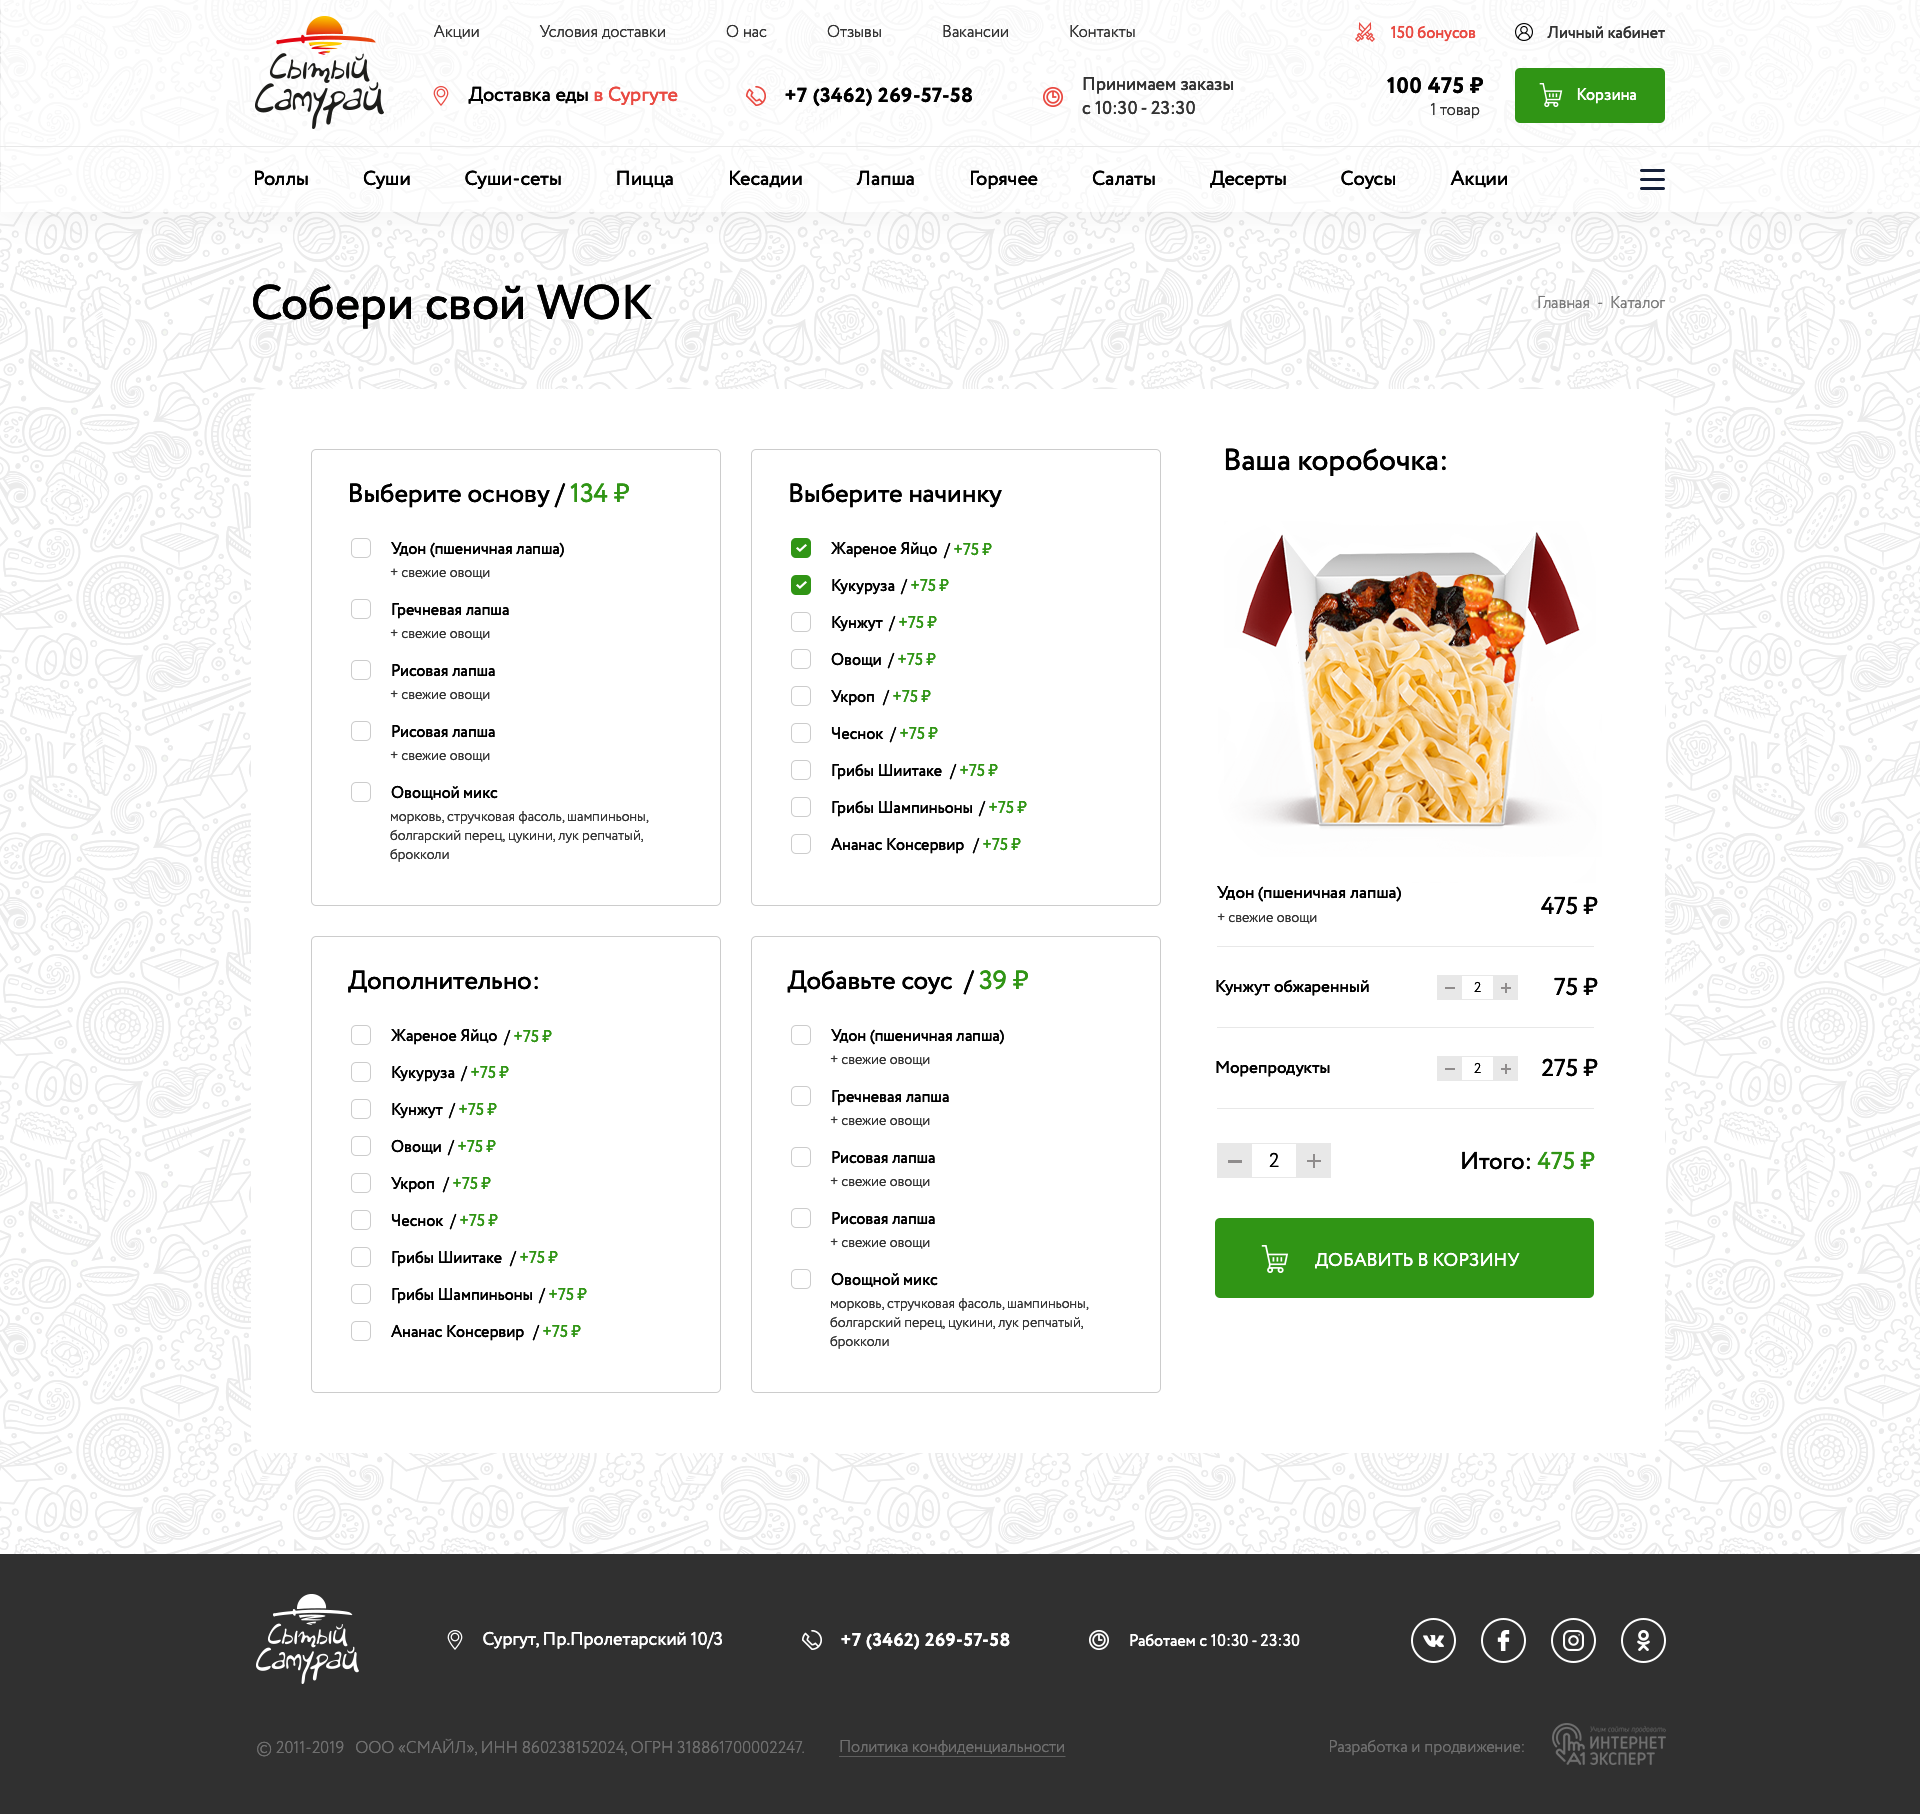 Сытый
Самурай
Акции
Условия доставки
О нас
Отзывы
Вакансии
Контакты
150 бонусов
Личный кабинет
Доставка еды в Сургуте
+7 (3462) 269-57-58
Принимаем заказы
с 10:30 - 23:30
100 475 ₽
1 товар
Корзина
Роллы
Суши
Суши-сеты
Пицца
Кесадии
Лапша
Горячее
Салаты
Десерты
Соусы
Акции
Собери свой WOK
Главная - Каталог
Выберите основу / 134 ₽
Удон (пшеничная лапша)
+ свежие овощи
Гречневая лапша
+ свежие овощи
Рисовая лапша
+ свежие овощи
Рисовая лапша
+ свежие овощи
Овощной микс
морковь, стручковая фасоль, шампиньоны,
болгарский перец, цукини, лук репчатый,
брокколи
Выберите начинку
Жареное Яйцо / +75 ₽
Кукуруза / +75 ₽
Кунжут / +75 ₽
Овощи / +75 ₽
Укроп / +75 ₽
Чеснок / +75 ₽
Грибы Шиитаке / +75 ₽
Грибы Шампиньоны / +75 ₽
Ананас Консервир / +75 ₽
Дополнительно:
Жареное Яйцо / +75 ₽
Кукуруза / +75 ₽
Кунжут / +75 ₽
Овощи / +75 ₽
Укроп / +75 ₽
Чеснок / +75 ₽
Грибы Шиитаке / +75 ₽
Грибы Шампиньоны / +75 ₽
Ананас Консервир / +75 ₽
Добавьте соус / 39 ₽
Удон (пшеничная лапша)
+ свежие овощи
Гречневая лапша
+ свежие овощи
Рисовая лапша
+ свежие овощи
Рисовая лапша
+ свежие овощи
Овощной микс
морковь, стручковая фасоль, шампиньоны,
болгарский перец, цукини, лук репчатый,
брокколи
Ваша коробочка:
Удон (пшеничная лапша)
+ свежие овощи
475 ₽
Кунжут обжаренный
− 2 +
75 ₽
Морепродукты
− 2 +
275 ₽
− 2 +
Итого: 475 ₽
ДОБАВИТЬ В КОРЗИНУ
Сытый
Самурай
Сургут, Пр.Пролетарский 10/3
+7 (3462) 269-57-58
Работаем с 10:30 - 23:30
© 2011-2019 ООО «СМАЙЛ», ИНН 860238152024, ОГРН 318861700002247.
Политика конфиденциальности
Разработка и продвижение:
Учим сайты продавать
ИНТЕРНЕТ
А1 ЭКСПЕРТ